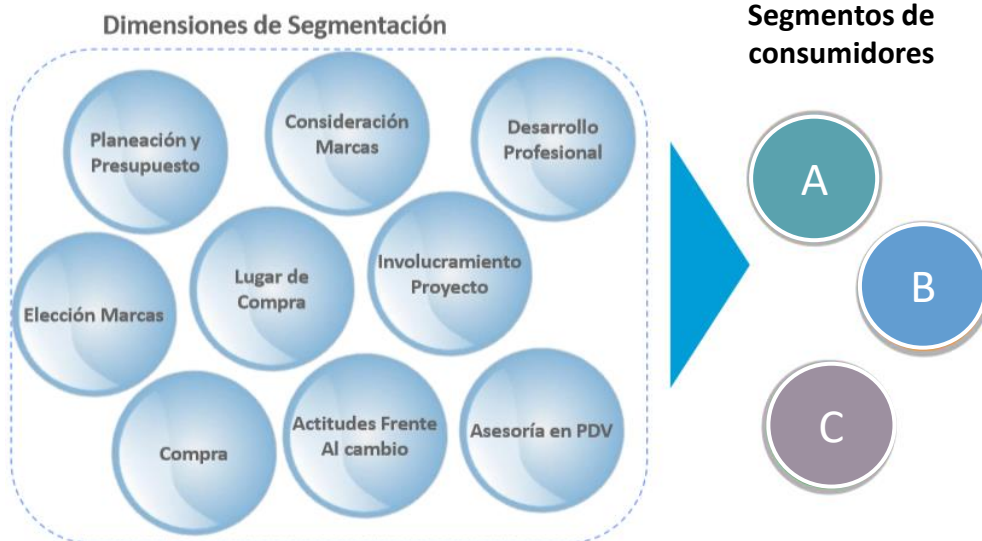 Dimensiones de Segmentación
Planeación y
Presupuesto
Consideración
Marcas
Desarrollo
Profesional
Elección Marcas
Lugar de
Compra
Involucramiento
Proyecto
Compra
Actitudes Frente
Al cambio
Asesoría en PDV
Segmentos de
consumidores
A
B
C